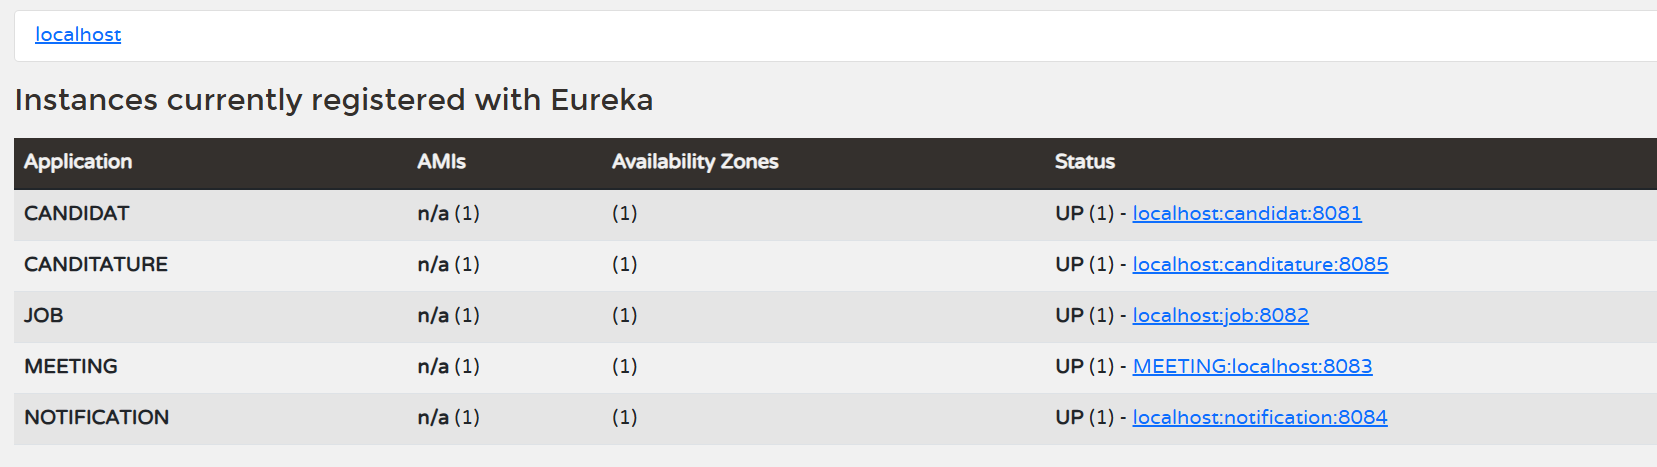 localhost
Instances currently registered with Eureka
Application AMIs Availability Zones Status
CANDIDAT n/a (1) (1) UP (1) - localhost:candidat:8081
CANDITATURE n/a (1) (1) UP (1) - localhost:canditature:8085
JOB n/a (1) (1) UP (1) - localhost:job:8082
MEETING n/a (1) (1) UP (1) - MEETING:localhost:8083
NOTIFICATION n/a (1) (1) UP (1) - localhost:notification:8084